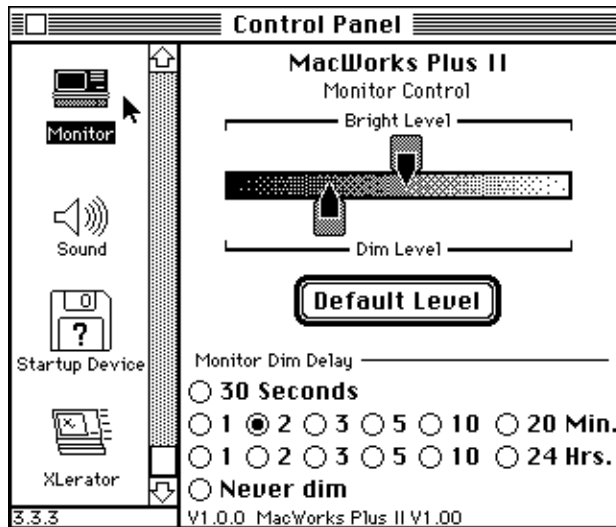 Control Panel
Monitor
Sound
?
Startup Device
XLerator
3.3.3
MacWorks Plus II
Monitor Control
Bright Level
Dim Level
Default Level
Monitor Dim Delay
30 Seconds
1 2 3 5 10 20 Min.
1 2 3 5 10 24 Hrs.
Never dim
V1.0.0 MacWorks Plus II V1.00